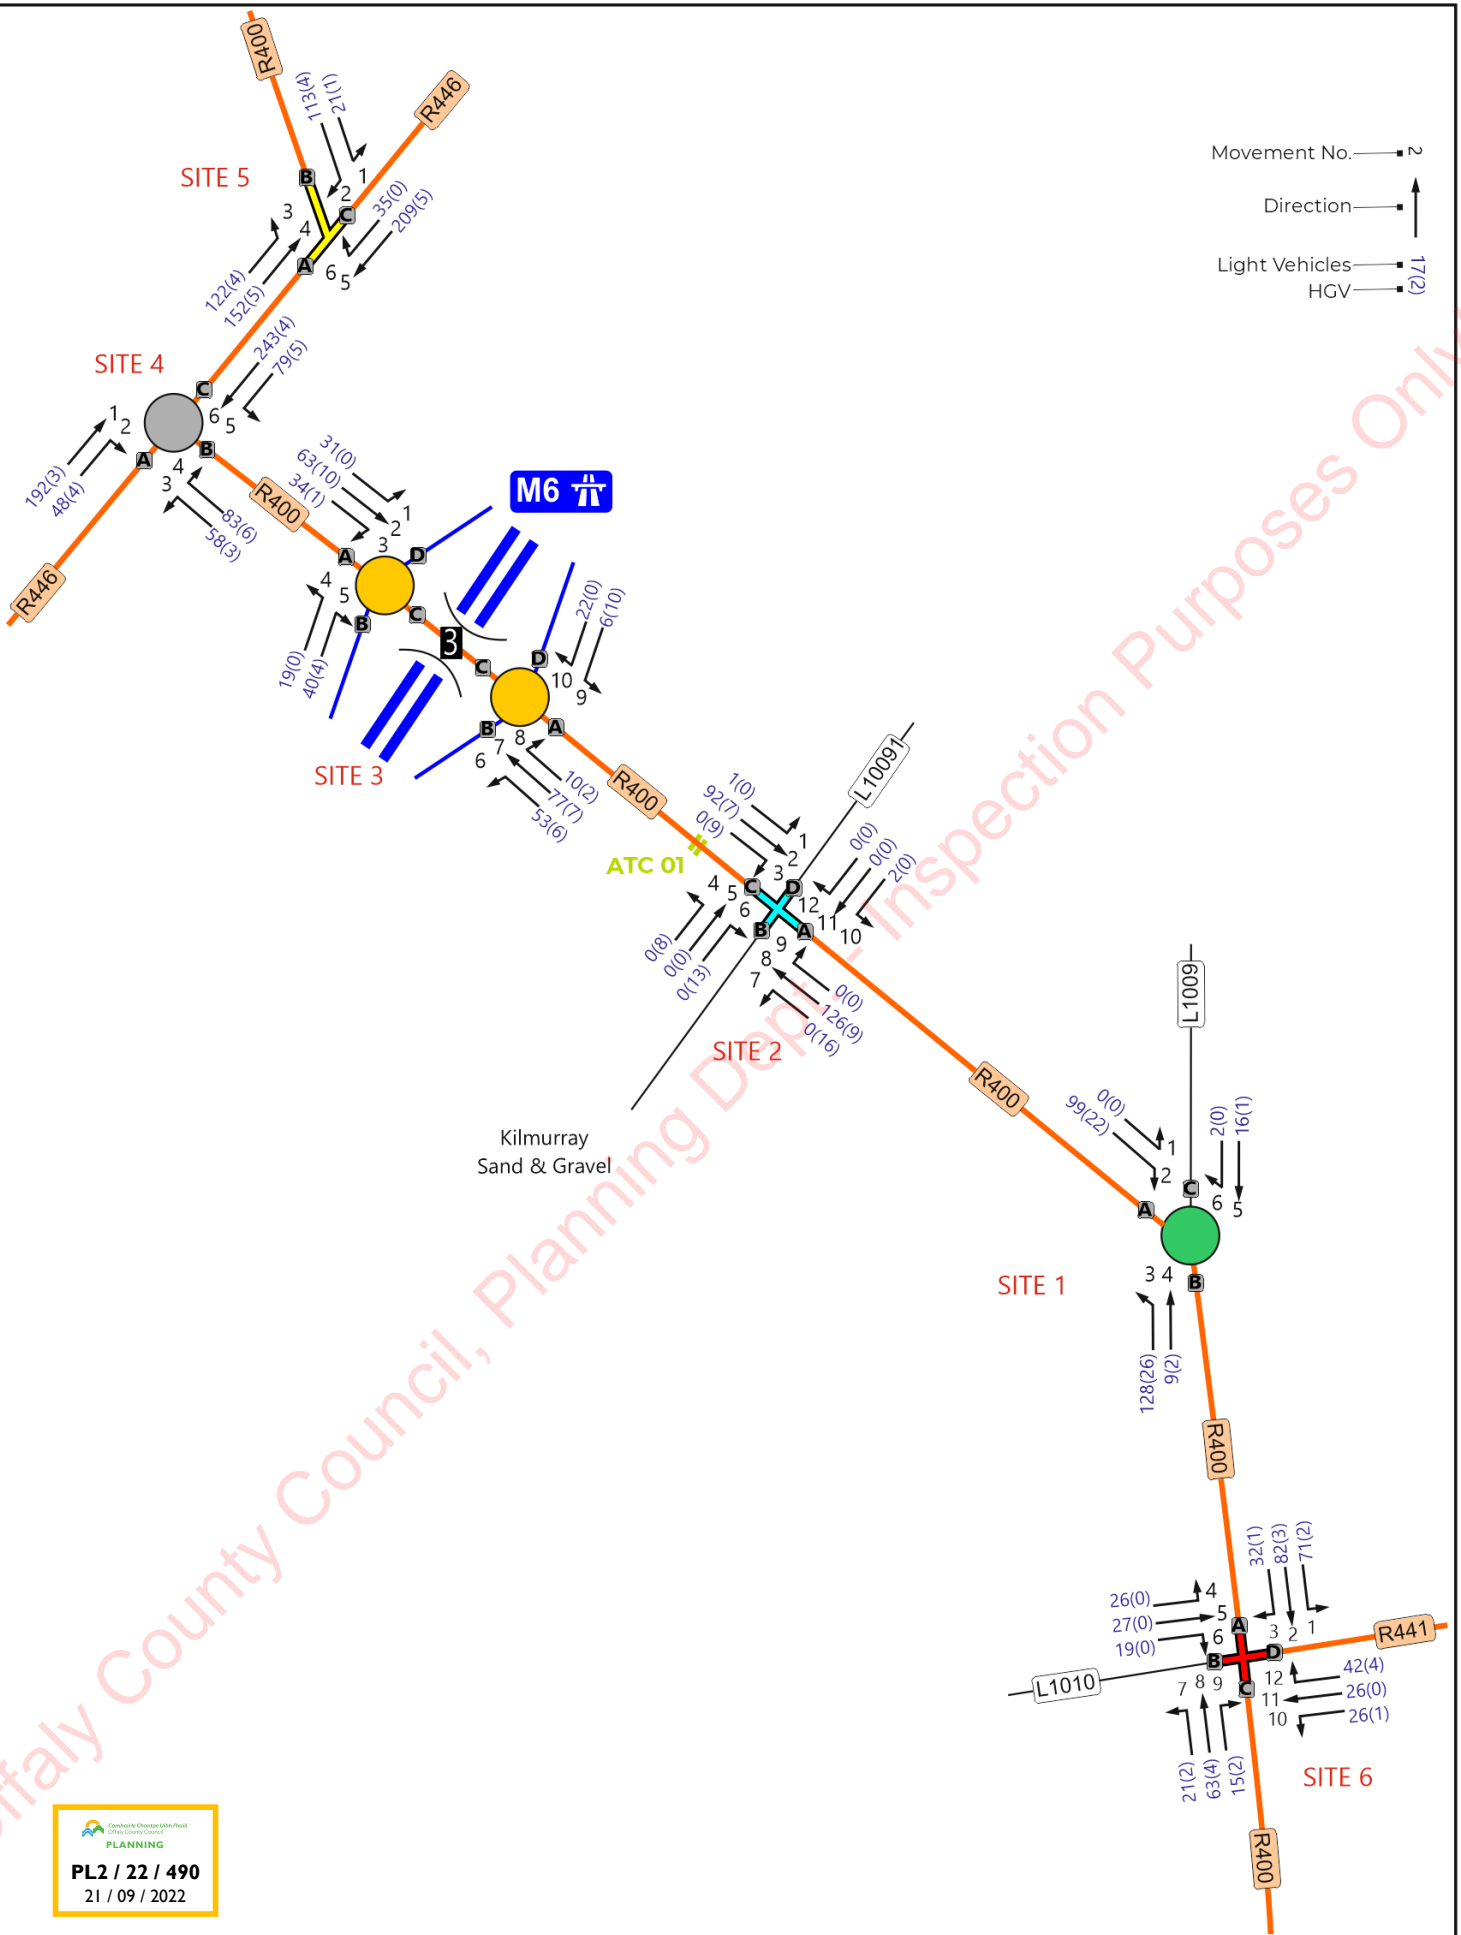 R400
R446
113(4)
21(1)
SITE 5
B
1
2
C
3
4
A
6
5
35(0)
209(5)
122(4)
152(5)
Movement No.
2
Direction
Light Vehicles
HGV
17(2)
SITE 4
243(4)
79(5)
C
6
5
1
2
A
B
4
3
192(3)
48(4)
83(6)
58(3)
R446
R400
31(0)
63(10)
34(1)
1
2
3
M6
A
D
4
5
B
C
19(0)
40(4)
3
C
D
22(0)
6(10)
10
9
B
A
8
7
6
SITE 3
10(2)
77(7)
53(6)
R400
ATC 01
L10091
1(0)
92(7)
0(9)
1
2
3
0(0)
0(0)
2(0)
4
5
6
C
D
12
11
10
B
A
9
8
7
0(8)
0(0)
0(13)
0(0)
126(9)
0(16)
SITE 2
Kilmurray
Sand & Gravel
R400
L1009
0(0)
99(22)
1
2
2(0)
16(1)
C
6
5
A
3
4
B
SITE 1
128(26)
9(2)
R400
32(1)
82(3)
71(2)
26(0)
27(0)
19(0)
4
5
6
A
3
2
1
R441
B
D
L1010
7
8
9
C
12
11
10
42(4)
26(0)
26(1)
21(2)
63(4)
15(2)
SITE 6
R400
Offaly County Council, Planning Dept - Inspection Purposes Only
Comhairle Chontae Uíbh Fhailí
Offaly County Council
PLANNING
PL2 / 22 / 490
21 / 09 / 2022